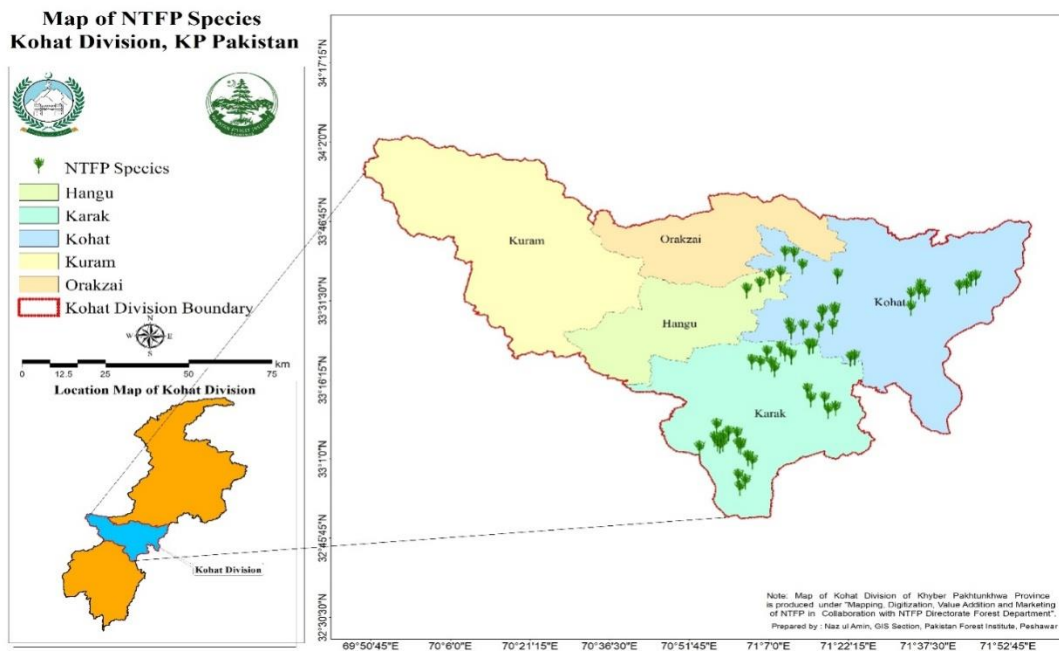 Map of NTFP Species
Kohat Division, KP Pakistan
NTFP Species
Hangu
Karak
Kohat
Kuram
Orakzai
Kohat Division Boundary
N
W E
S
0 12.5 25 50 75 km
Location Map of Kohat Division
Kohat Division
34°17'15"N
34°2'0"N
33°46'45"N
33°31'30"N
33°16'15"N
33°1'0"N
32°45'45"N
32°30'30"N
Kuram
Orakzai
Kohat
Hangu
Karak
Note: Map of Kohat Division of Khyber Pakhtunkhwa Province
is produced under "Mapping, Digitization, Value Addition and Marketing
of NTFP in Collaboration with NTFP Directorate Forest Department".
Prepared by : Naz ul Amin, GIS Section, Pakistan Forest Institute, Peshawar
69°50'45"E 70°6'0"E 70°21'15"E 70°36'30"E 70°51'45"E 71°7'0"E 71°22'15"E 71°37'30"E 71°52'45"E